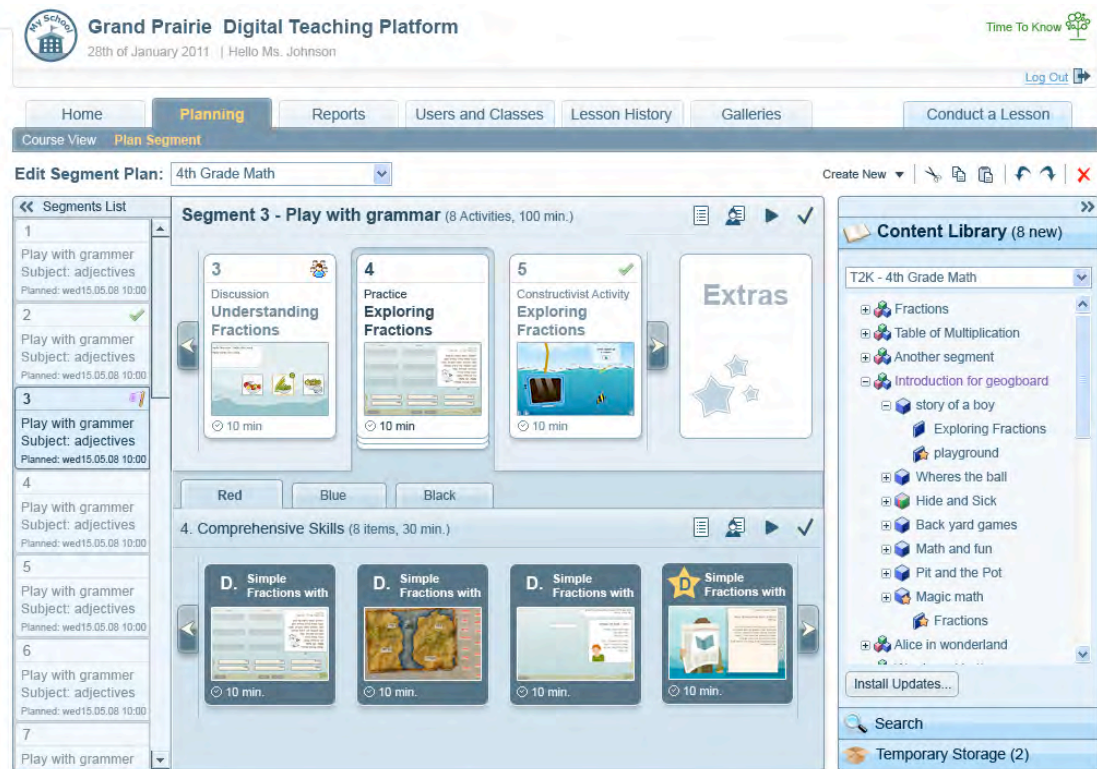 My School
Grand Prairie Digital Teaching Platform
28th of January 2011 | Hello Ms. Johnson
Time To Know
Log Out
Home
Planning
Reports
Users and Classes
Lesson History
Galleries
Conduct a Lesson
Course View
Plan Segment
Edit Segment Plan:
4th Grade Math
Create New
Segments List
1
Play with grammer
Subject: adjectives
Planned: wed15.05.08 10:00
2
Play with grammer
Subject: adjectives
Planned: wed15.05.08 10:00
3
Play with grammer
Subject: adjectives
Planned: wed15.05.08 10:00
4
Play with grammer
Subject: adjectives
Planned: wed15.05.08 10:00
5
Play with grammer
Subject: adjectives
Planned: wed15.05.08 10:00
6
Play with grammer
Subject: adjectives
Planned: wed15.05.08 10:00
7
Play with grammer
Segment 3 - Play with grammar (8 Activities, 100 min.)
3
Discussion
Understanding
Fractions
10 min
4
Practice
Exploring
Fractions
10 min
5
Constructivist Activity
Exploring
Fractions
10 min
Extras
Red
Blue
Black
4. Comprehensive Skills (8 items, 30 min.)
D. Simple
Fractions with
10 min.
D. Simple
Fractions with
10 min.
D. Simple
Fractions with
10 min.
D Simple
Fractions with
10 min.
Content Library (8 new)
T2K - 4th Grade Math
Fractions
Table of Multiplication
Another segment
Introduction for geogboard
story of a boy
Exploring Fractions
playground
Wheres the ball
Hide and Sick
Back yard games
Math and fun
Pit and the Pot
Magic math
Fractions
Alice in wonderland
Install Updates...
Search
Temporary Storage (2)